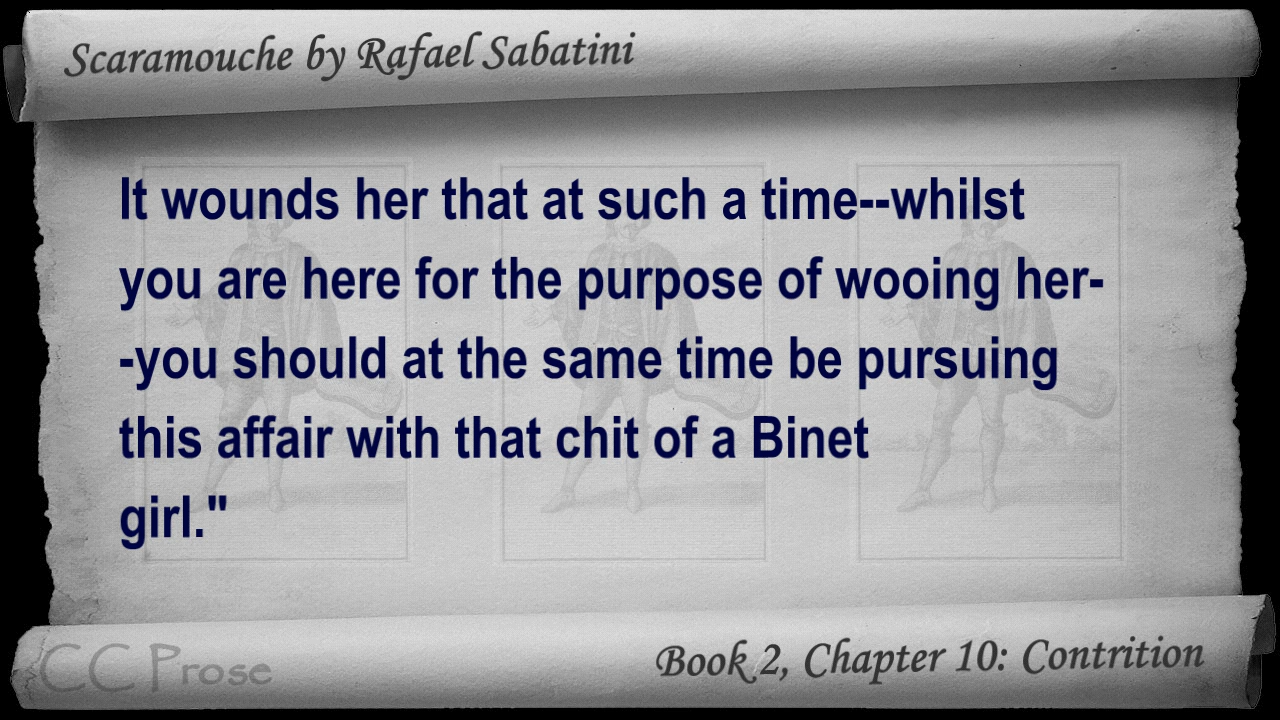 Scaramouche by Rafael Sabatini
It wounds her that at such a time--whilst
you are here for the purpose of wooing her-
-you should at the same time be pursuing
this affair with that chit of a Binet
girl."
CC Prose
Book 2, Chapter 10: Contrition